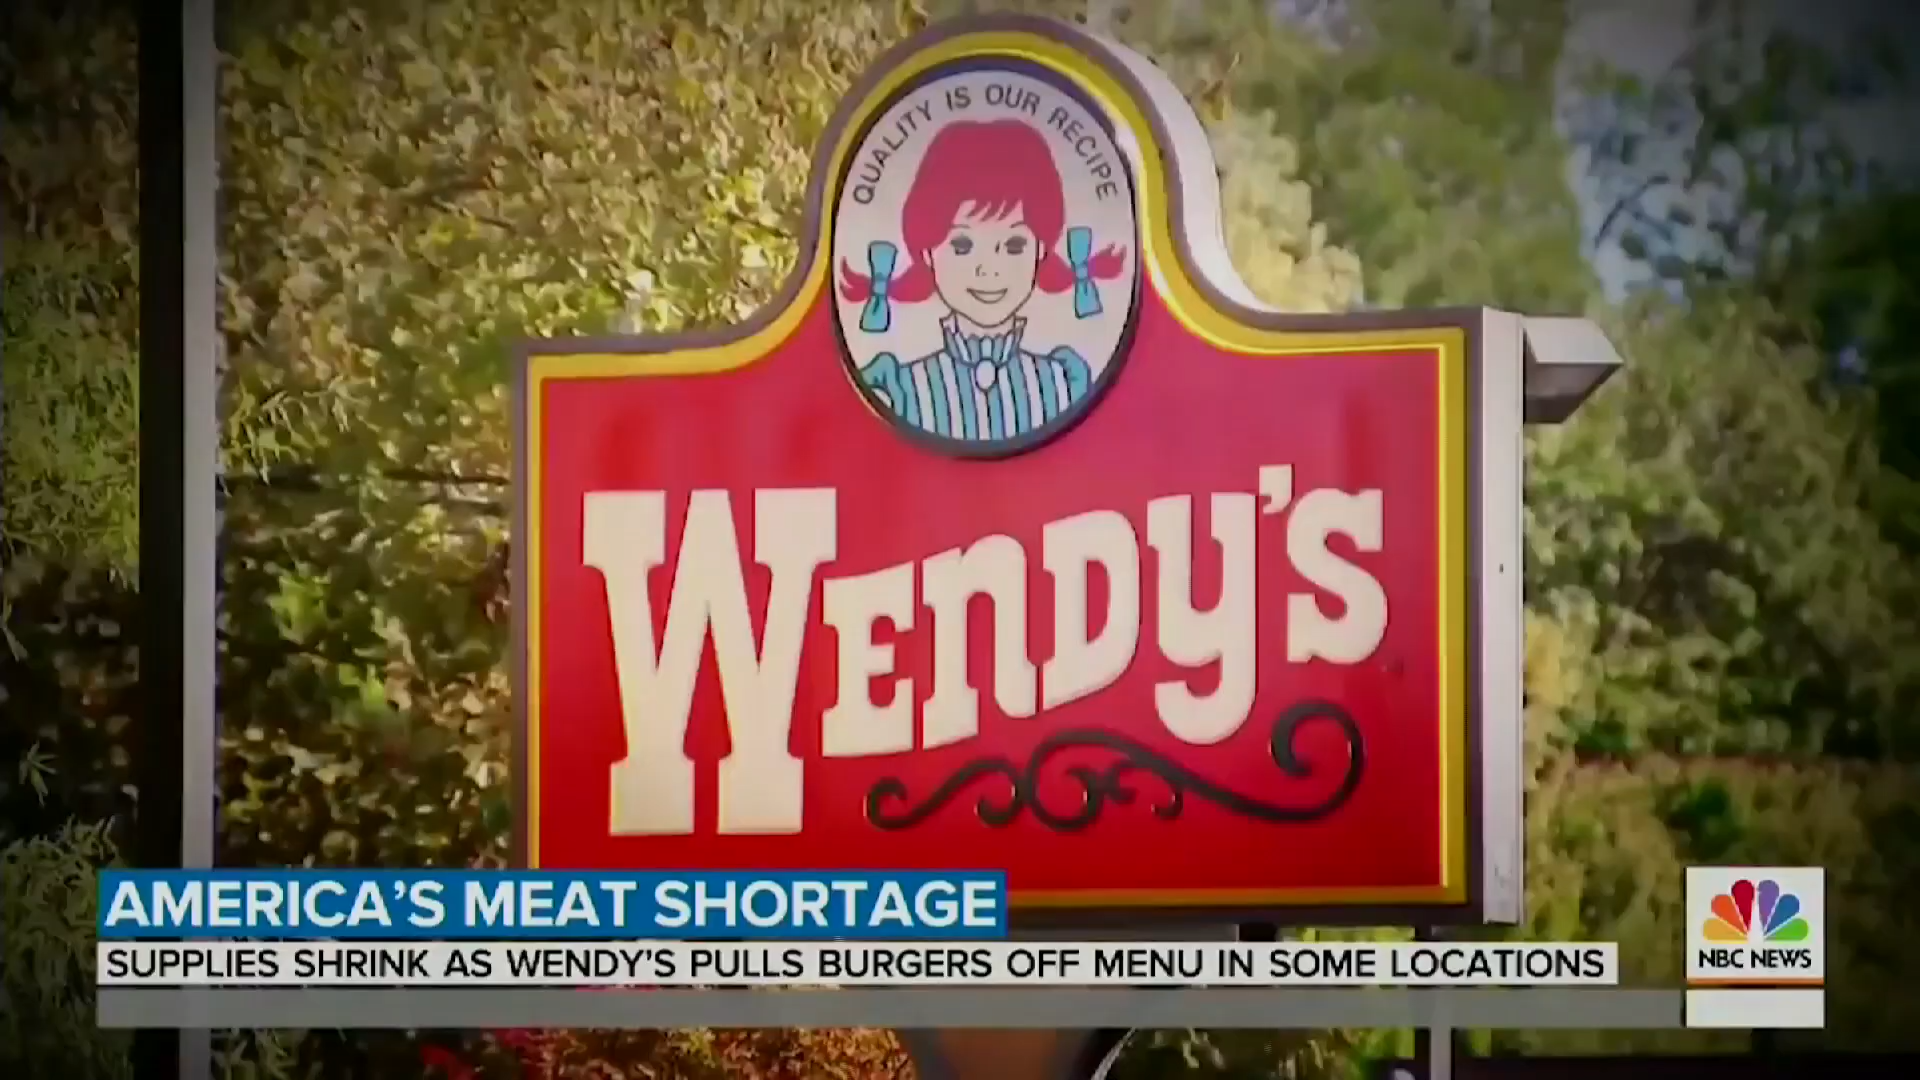 QUALITY IS OUR RECIPE
WENDY'S
AMERICA'S MEAT SHORTAGE
SUPPLIES SHRINK AS WENDY'S PULLS BURGERS OFF MENU IN SOME LOCATIONS
NBC NEWS